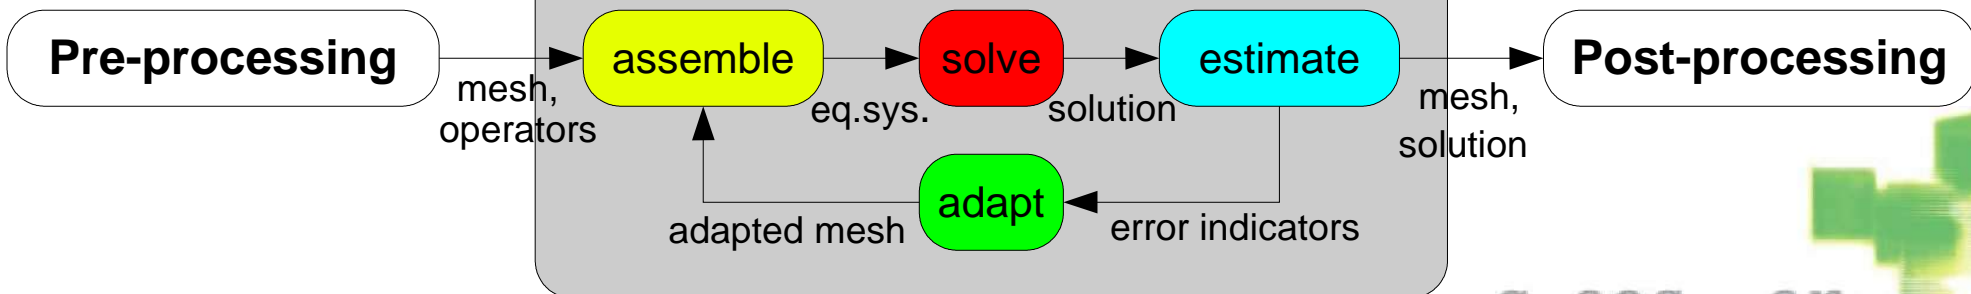 Pre-processing
assemble
solve
estimate
Post-processing
mesh,
operators
eq.sys.
solution
mesh,
solution
adapt
adapted mesh
error indicators